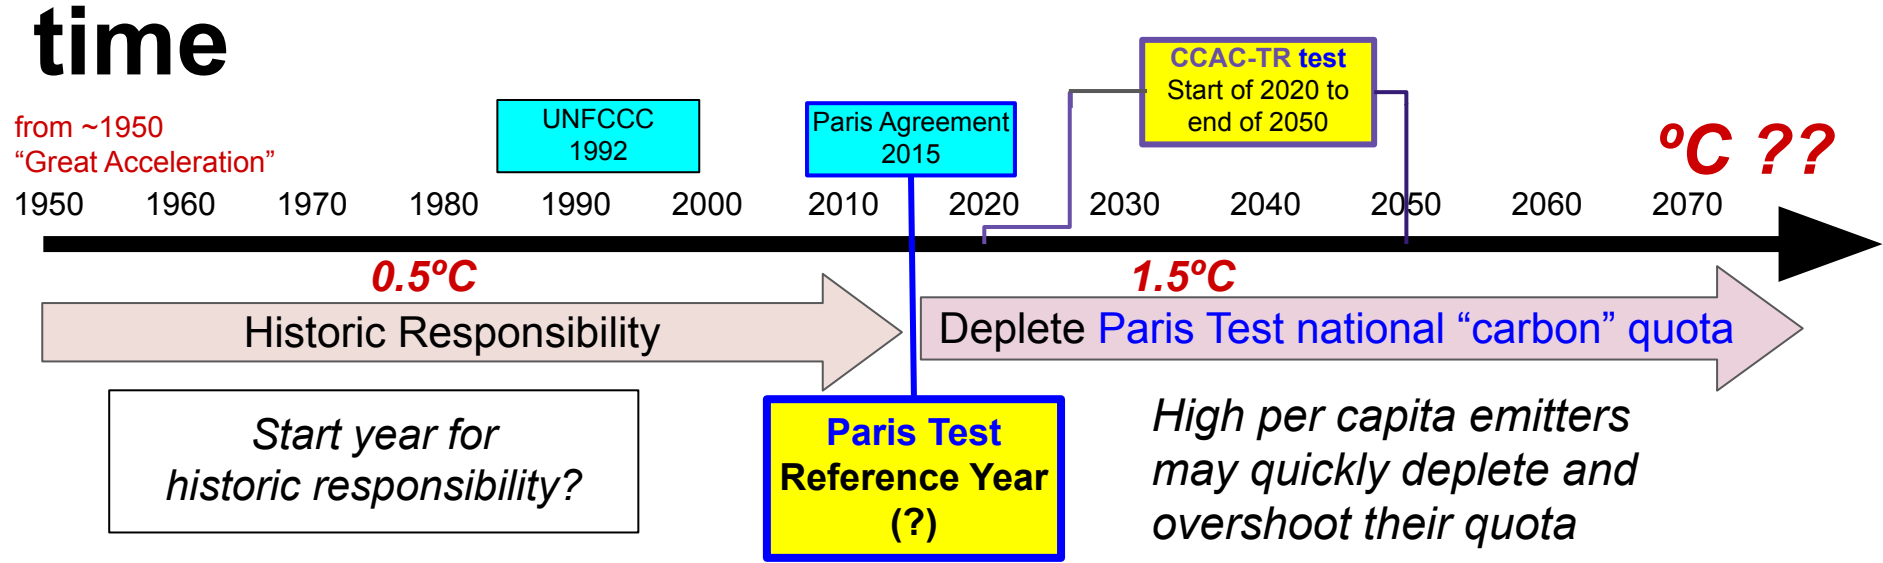 time
from ~1950
“Great Acceleration”
UNFCCC
1992
Paris Agreement
2015
CCAC-TR test
Start of 2020 to
end of 2050
ºC ??
1950 1960 1970 1980 1990 2000 2010 2020 2030 2040 2050 2060 2070
0.5ºC
1.5ºC
Historic Responsibility
Deplete Paris Test national “carbon” quota
Start year for
historic responsibility?
Paris Test
Reference Year
(?)
High per capita emitters
may quickly deplete and
overshoot their quota